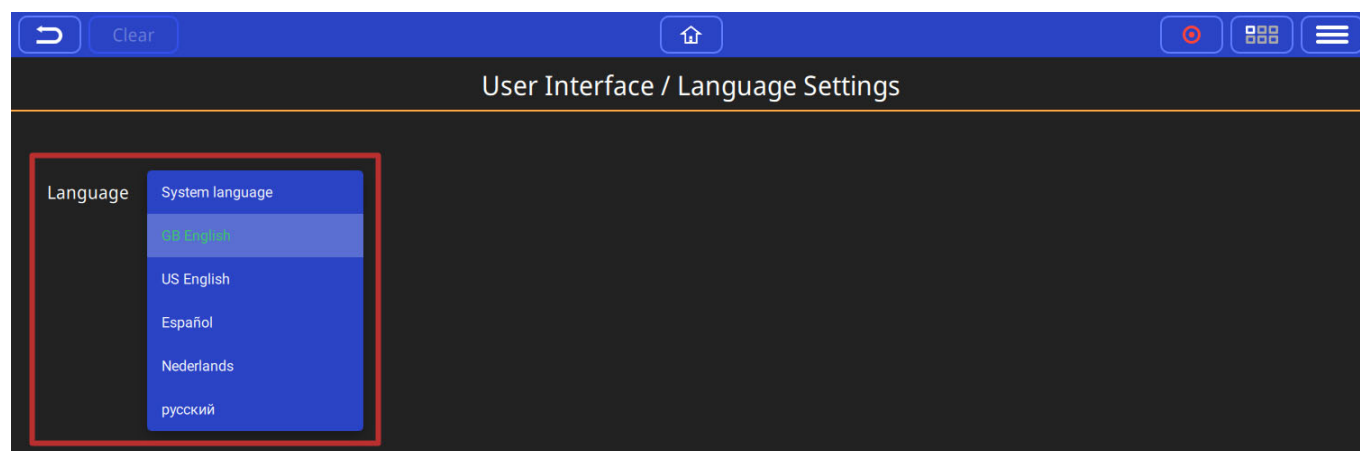 Clear
User Interface / Language Settings
Language
System language
GB English
US English
Español
Nederlands
русский